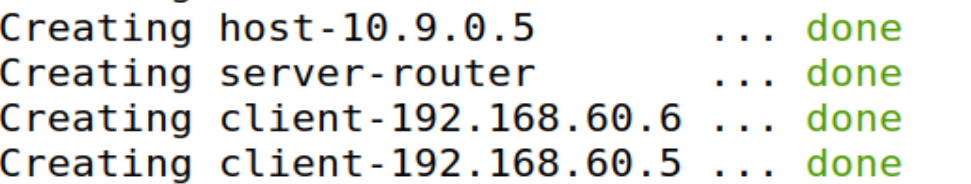 Creating host-10.9.0.5 ... done
Creating server-router ... done
Creating client-192.168.60.6 ... done
Creating client-192.168.60.5 ... done